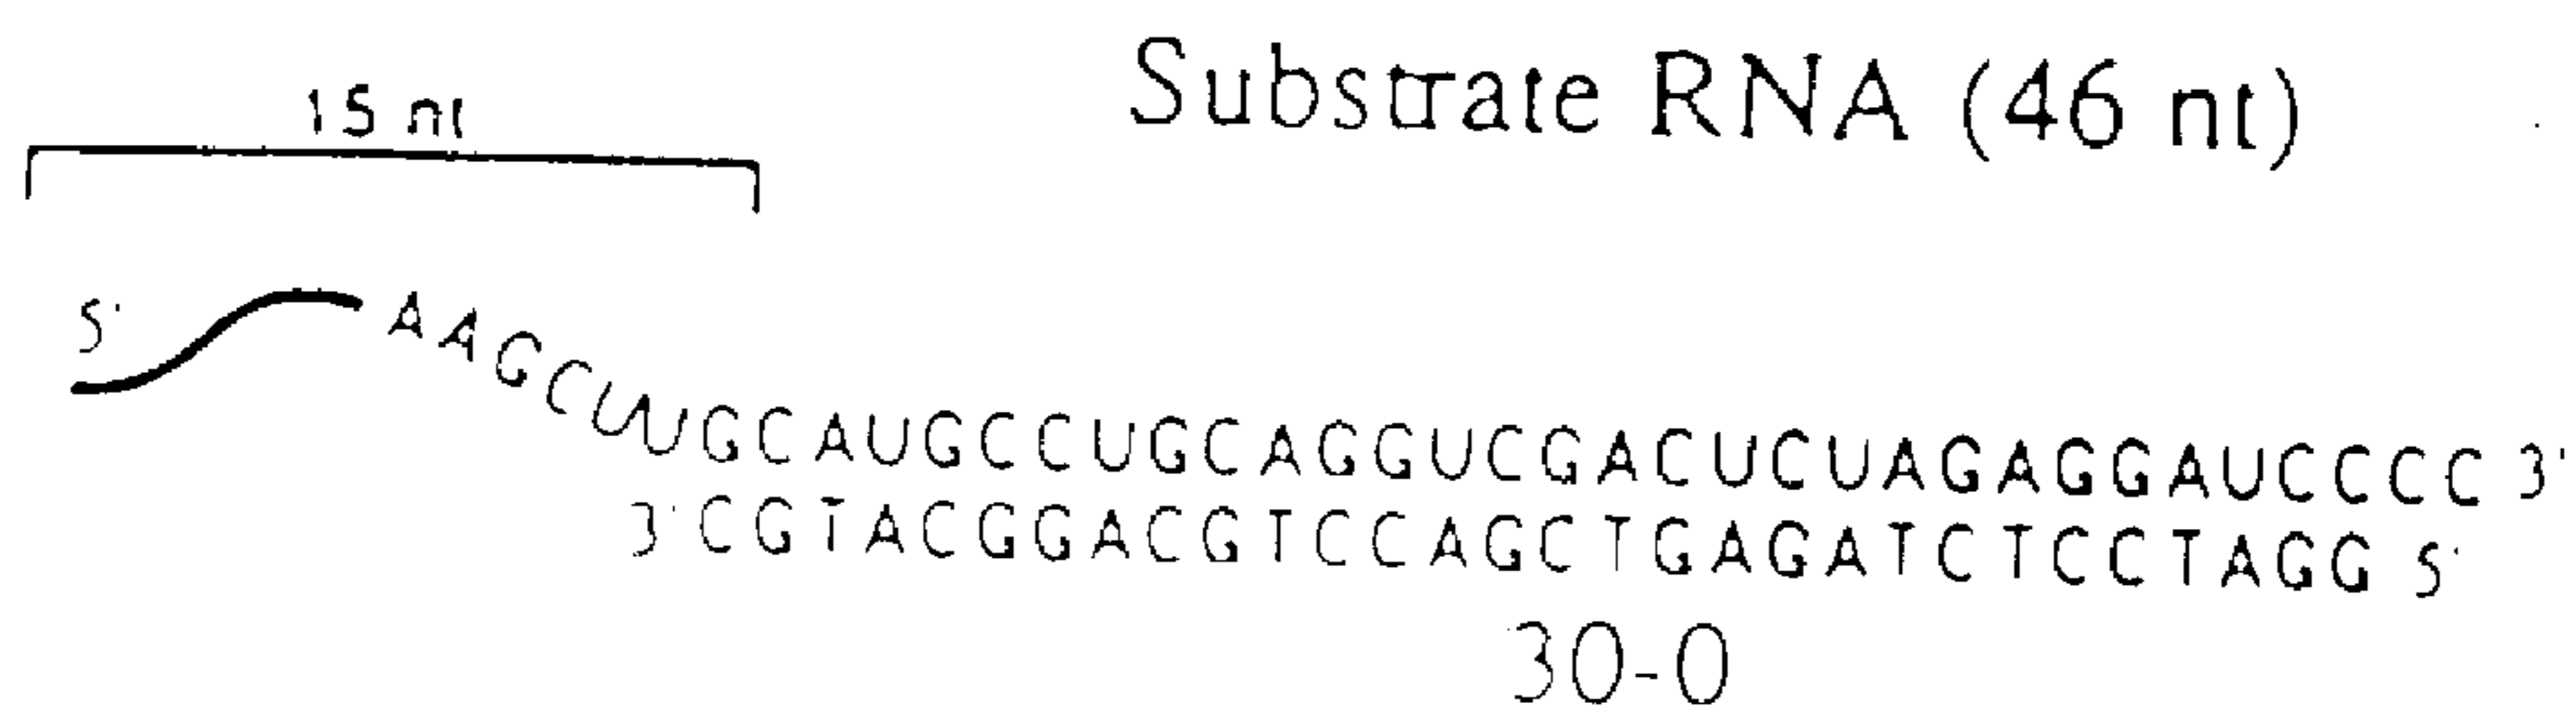 Substrate RNA (46 nt)
15 nt
5' AAGCUUGCAUGCCUGCAGGUCGACUCUAGAGGAUCCCC 3'
3' CGTACGGACGTCCAGCTGAGATCTCCTAGG 5'
30-0